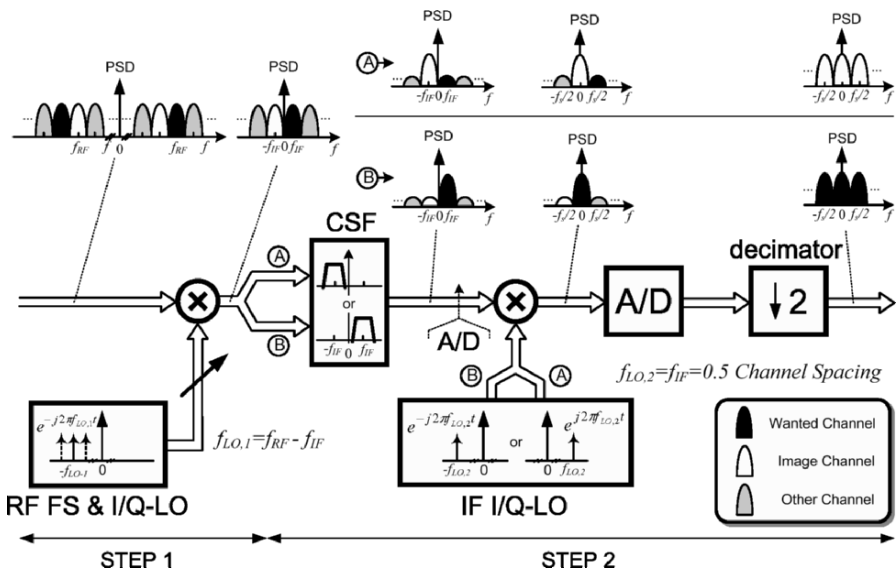 PSD
PSD
PSD
PSD
PSD
A
-fIF 0 fIF f
-fs/2 0 fs/2 f
-fs/2 0 fs/2 f
fRF f 0 fRF f
-fIF 0 fIF f
PSD
PSD
PSD
B
-fIF 0 fIF f
-fs/2 0 fs/2 f
-fs/2 0 fs/2 f
CSF
decimator
A
or
B
-fIF 0 fIF
A/D
A/D
↓ 2
fLO,2=fIF=0.5 Channel Spacing
B
A
e^-j2πfLO,1t
-fLO,1 0
fLO,1=fRF - fIF
e^-j2πfLO,2t
or
e^j2πfLO,2t
-fLO,2 0
0 fLO,2
Wanted Channel
Image Channel
Other Channel
RF FS & I/Q-LO
IF I/Q-LO
STEP 1
STEP 2